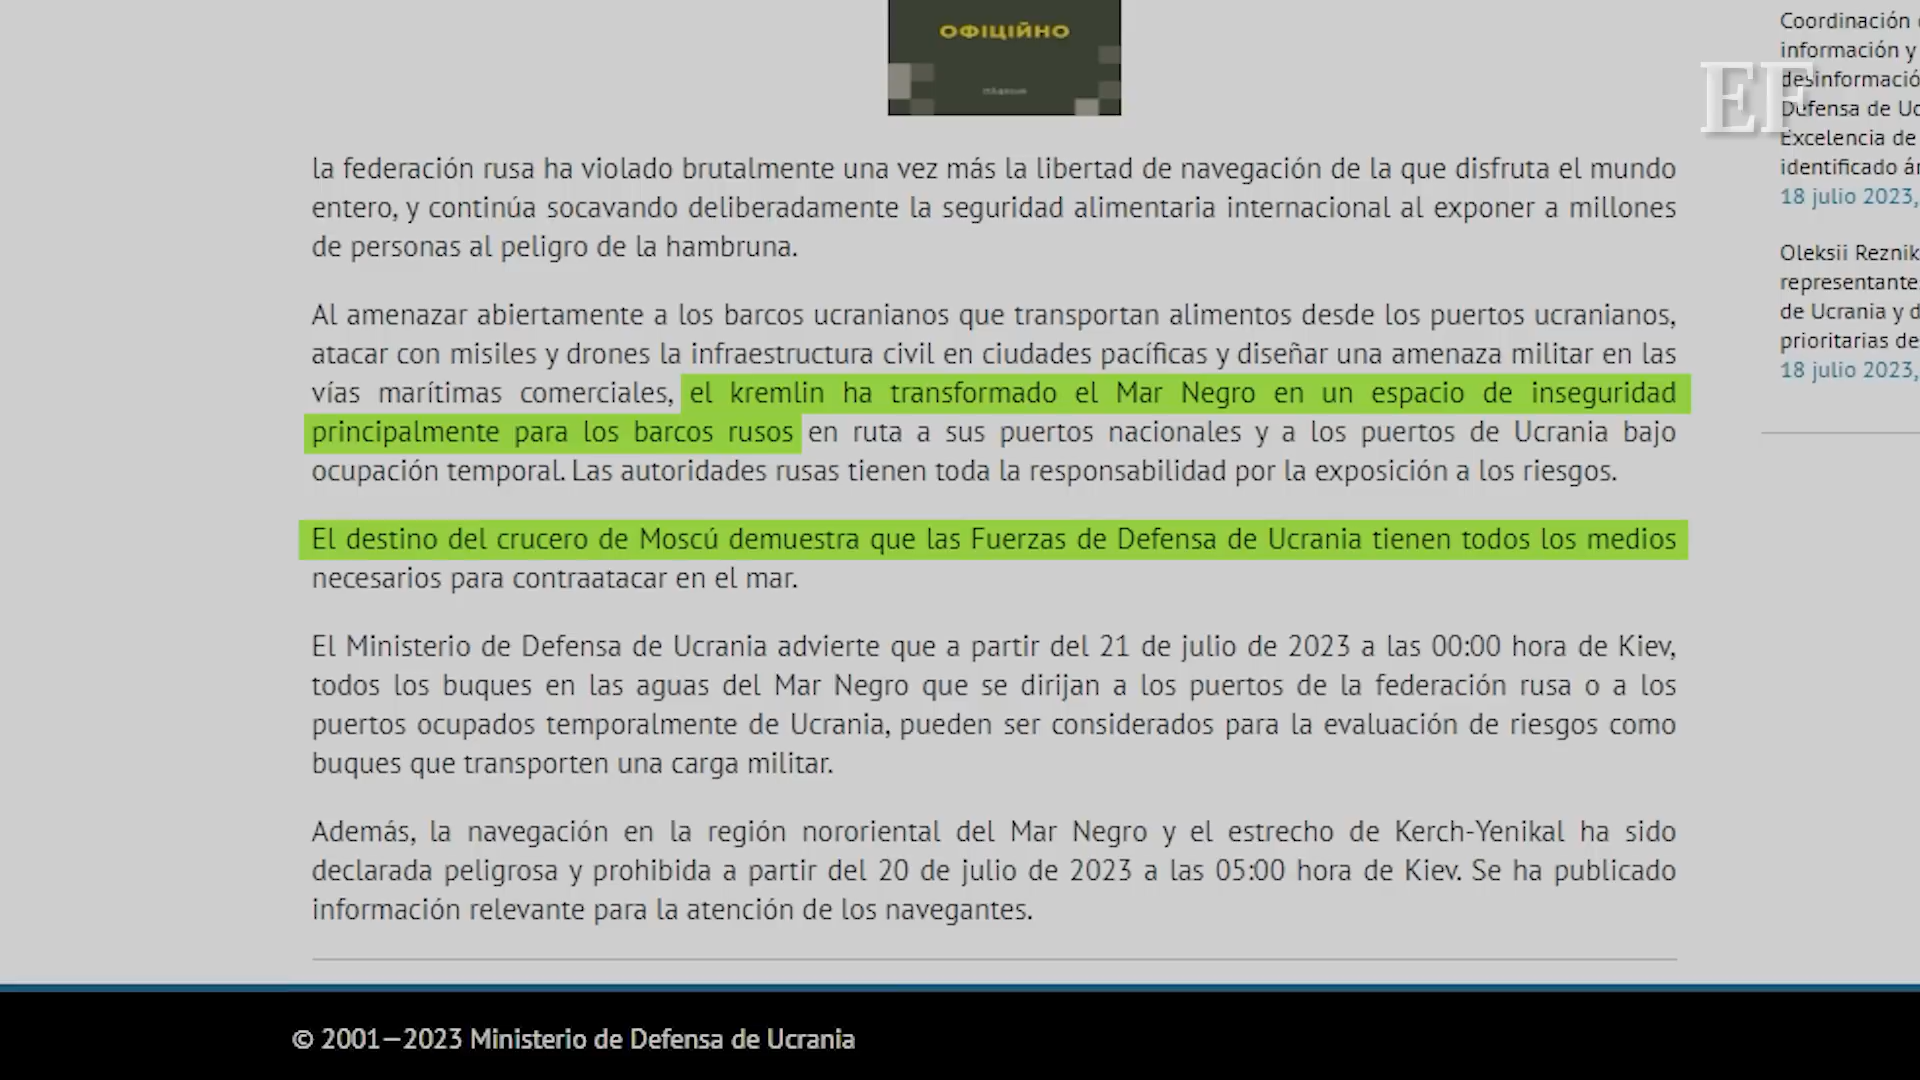 ОФІЦІЙНО
la federación rusa ha violado brutalmente una vez más la libertad de navegación de la que disfruta el mundo
entero, y continúa socavando deliberadamente la seguridad alimentaria internacional al exponer a millones
de personas al peligro de la hambruna.
Al amenazar abiertamente a los barcos ucranianos que transportan alimentos desde los puertos ucranianos,
atacar con misiles y drones la infraestructura civil en ciudades pacíficas y diseñar una amenaza militar en las
vías marítimas comerciales, el kremlin ha transformado el Mar Negro en un espacio de inseguridad
principalmente para los barcos rusos en ruta a sus puertos nacionales y a los puertos de Ucrania bajo
ocupación temporal. Las autoridades rusas tienen toda la responsabilidad por la exposición a los riesgos.
El destino del crucero de Moscú demuestra que las Fuerzas de Defensa de Ucrania tienen todos los medios
necesarios para contraatacar en el mar.
El Ministerio de Defensa de Ucrania advierte que a partir del 21 de julio de 2023 a las 00:00 hora de Kiev,
todos los buques en las aguas del Mar Negro que se dirijan a los puertos de la federación rusa o a los
puertos ocupados temporalmente de Ucrania, pueden ser considerados para la evaluación de riesgos como
buques que transporten una carga militar.
Además, la navegación en la región nororiental del Mar Negro y el estrecho de Kerch-Yenikal ha sido
declarada peligrosa y prohibida a partir del 20 de julio de 2023 a las 05:00 hora de Kiev. Se ha publicado
información relevante para la atención de los navegantes.
Coordinación
información y
desinformació
Defensa de Uc
Excelencia de
identificado ár
18 julio 2023,
Oleksii Reznik
representante
de Ucrania y d
prioritarias de
18 julio 2023,
EF
© 2001—2023 Ministerio de Defensa de Ucrania